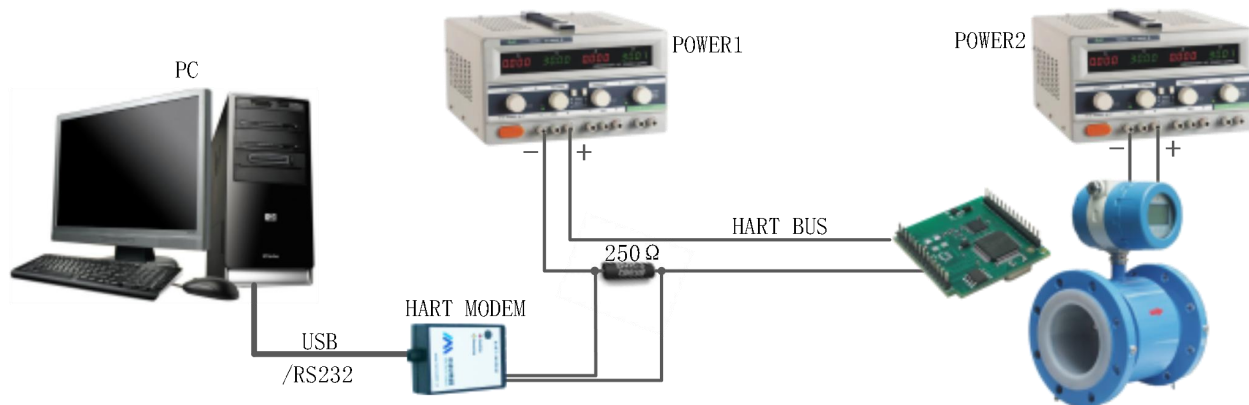 POWER1
POWER2
PC
-
+
-
+
HART BUS
250Ω
HART MODEM
USB
/RS232